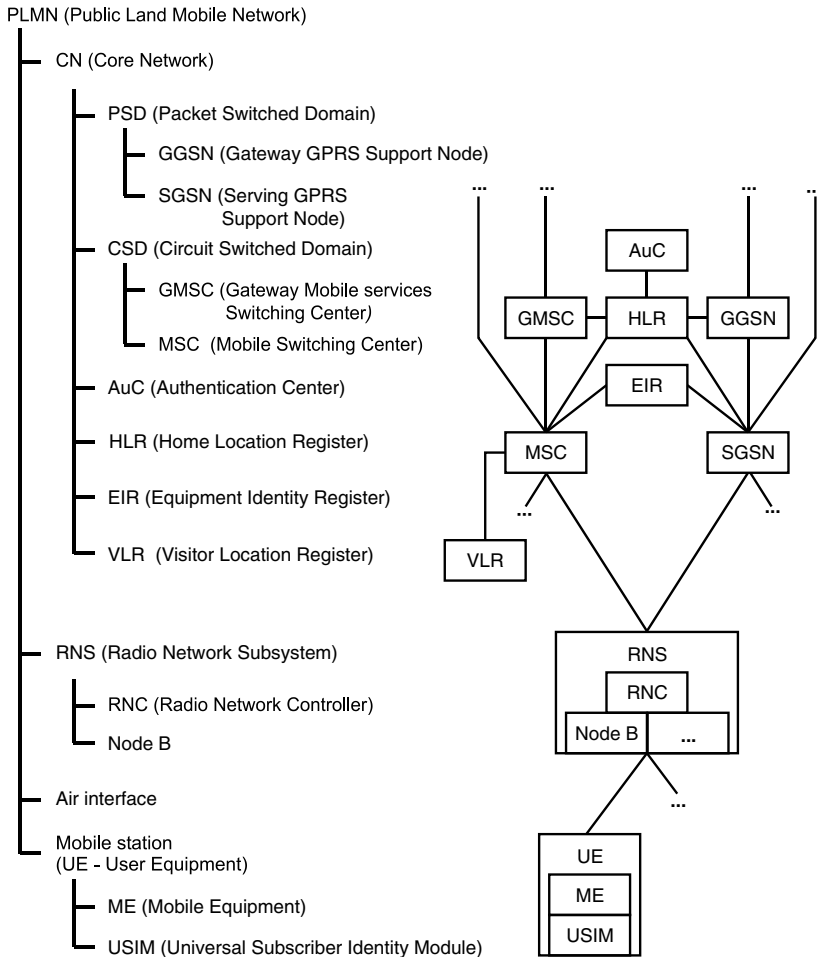 PLMN (Public Land Mobile Network)
CN (Core Network)
PSD (Packet Switched Domain)
GGSN (Gateway GPRS Support Node)
SGSN (Serving GPRS
Support Node)
CSD (Circuit Switched Domain)
GMSC (Gateway Mobile services
Switching Center)
MSC (Mobile Switching Center)
AuC (Authentication Center)
HLR (Home Location Register)
EIR (Equipment Identity Register)
VLR (Visitor Location Register)
RNS (Radio Network Subsystem)
RNC (Radio Network Controller)
Node B
Air interface
Mobile station
(UE - User Equipment)
ME (Mobile Equipment)
USIM (Universal Subscriber Identity Module)
... ... ... ..
AuC
GMSC HLR GGSN
EIR
MSC SGSN
... ...
VLR
RNS
RNC
Node B ...
...
UE
ME
USIM